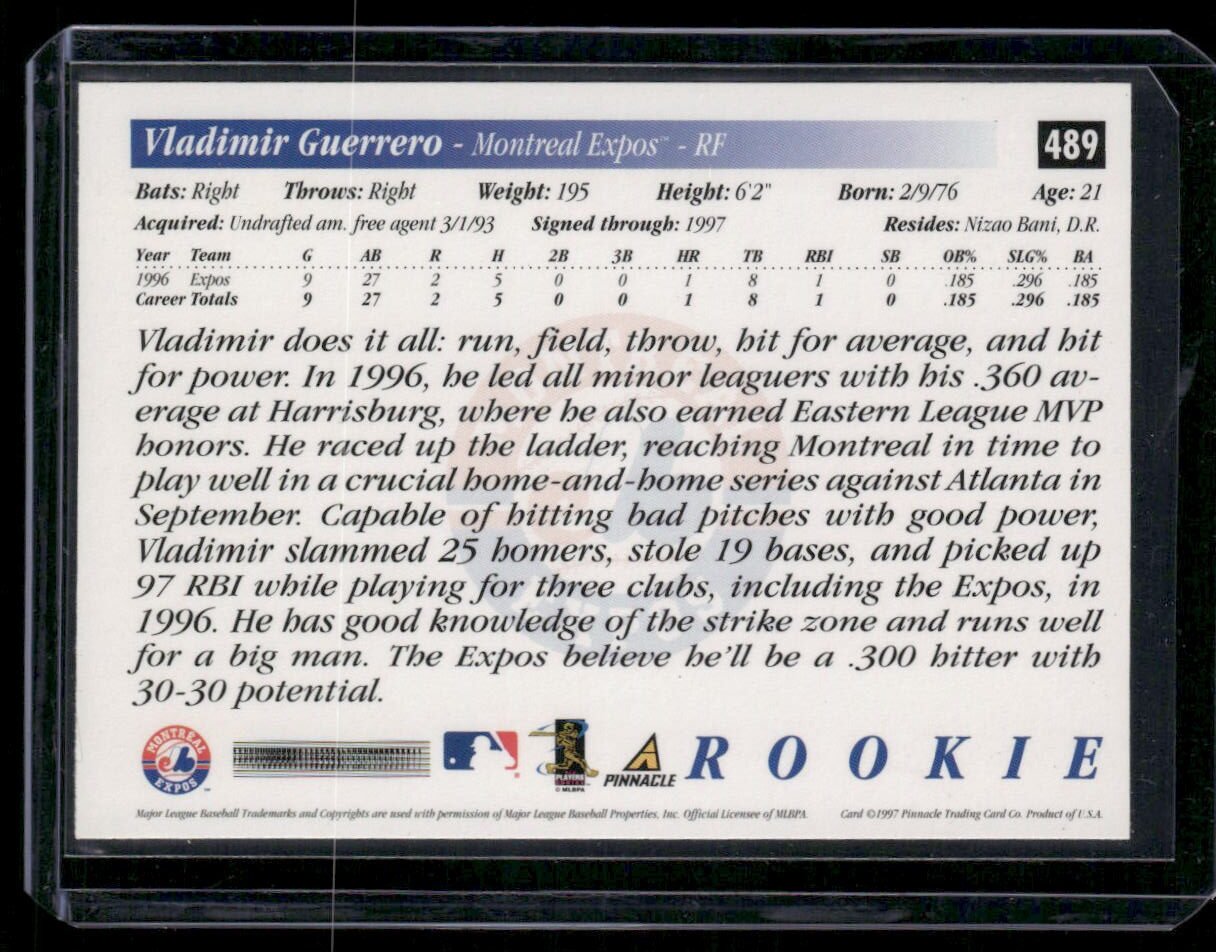 Vladimir Guerrero - Montreal Expos™ - RF 489
Bats: Right Throws: Right Weight: 195 Height: 6'2" Born: 2/9/76 Age: 21
Acquired: Undrafted am. free agent 3/1/93 Signed through: 1997 Resides: Nizao Bani, D.R.
Year Team G AB R H 2B 3B HR TB RBI SB OB% SLG% BA
1996 Expos 9 27 2 5 0 0 1 8 1 0 .185 .296 .185
Career Totals 9 27 2 5 0 0 1 8 1 0 .185 .296 .185
Vladimir does it all: run, field, throw, hit for average, and hit
for power. In 1996, he led all minor leaguers with his .360 av-
erage at Harrisburg, where he also earned Eastern League MVP
honors. He raced up the ladder, reaching Montreal in time to
play well in a crucial home-and-home series against Atlanta in
September. Capable of hitting bad pitches with good power,
Vladimir slammed 25 homers, stole 19 bases, and picked up
97 RBI while playing for three clubs, including the Expos, in
1996. He has good knowledge of the strike zone and runs well
for a big man. The Expos believe he'll be a .300 hitter with
30-30 potential.
MONTRÉAL
EXPOS
PLAYERS
© MLBPA
PINNACLE
ROOKIE
Major League Baseball Trademarks and Copyrights are used with permission of Major League Baseball Properties, Inc. Official Licensee of MLBPA. Card ©1997 Pinnacle Trading Card Co. Product of U.S.A.